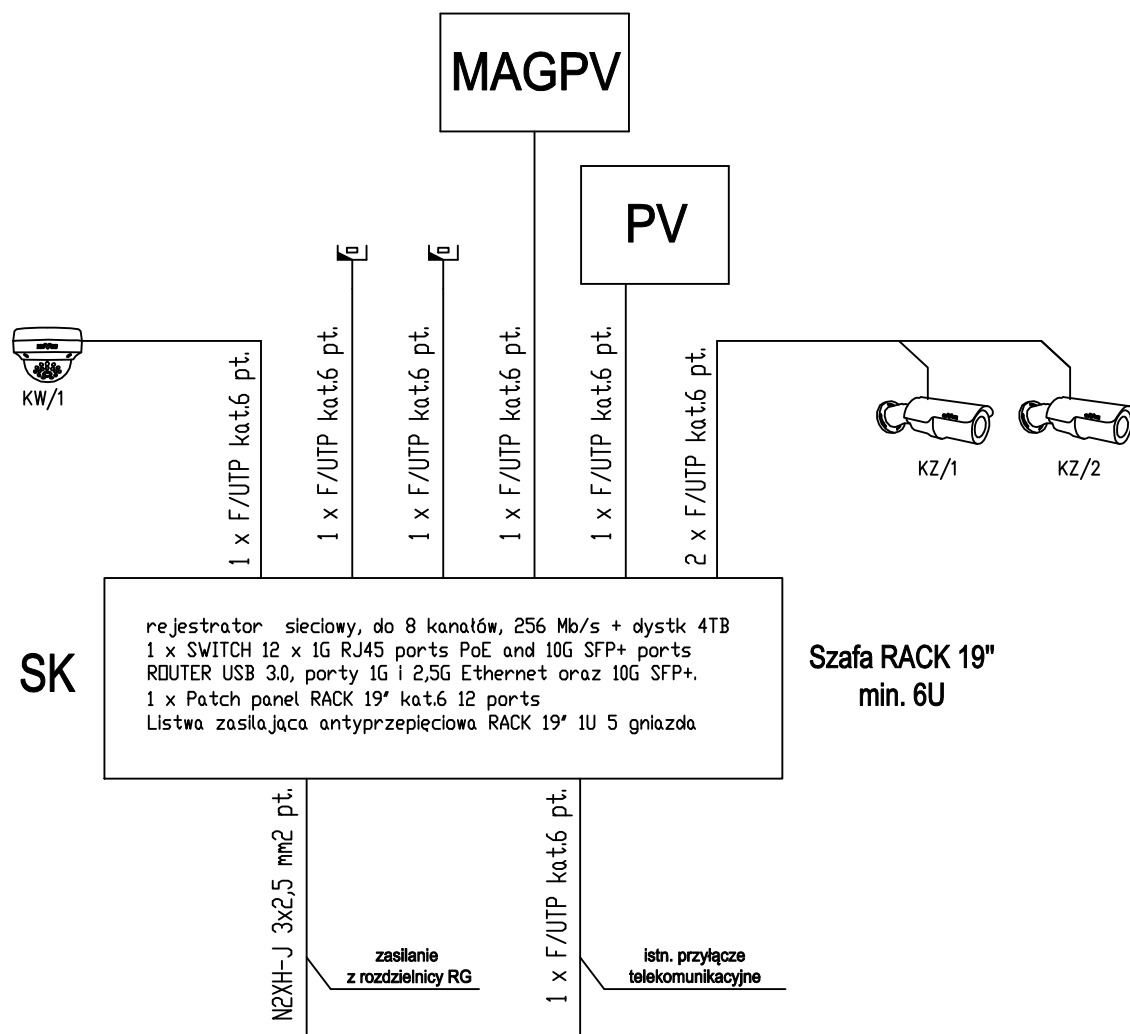 MAGPV
PV
KW/1
1 x F/UTP kat.6 pt.
1 x F/UTP kat.6 pt.
1 x F/UTP kat.6 pt.
1 x F/UTP kat.6 pt.
1 x F/UTP kat.6 pt.
2 x F/UTP kat.6 pt.
KZ/1
KZ/2
SK
rejestrator sieciowy, do 8 kanałów, 256 Mb/s + dystk 4TB
1 x SWITCH 12 x 1G RJ45 ports PoE and 10G SFP+ ports
ROUTER USB 3.0, porty 1G i 2,5G Ethernet oraz 10G SFP+.
1 x Patch panel RACK 19" kat.6 12 ports
Listwa zasilająca antyprzepięciowa RACK 19" 1U 5 gniazda
Szafa RACK 19"
min. 6U
N2XH-J 3x2,5 mm2 pt.
zasilanie
z rozdzielnicy RG
1 x F/UTP kat.6 pt.
istn. przyłącze
telekomunikacyjne